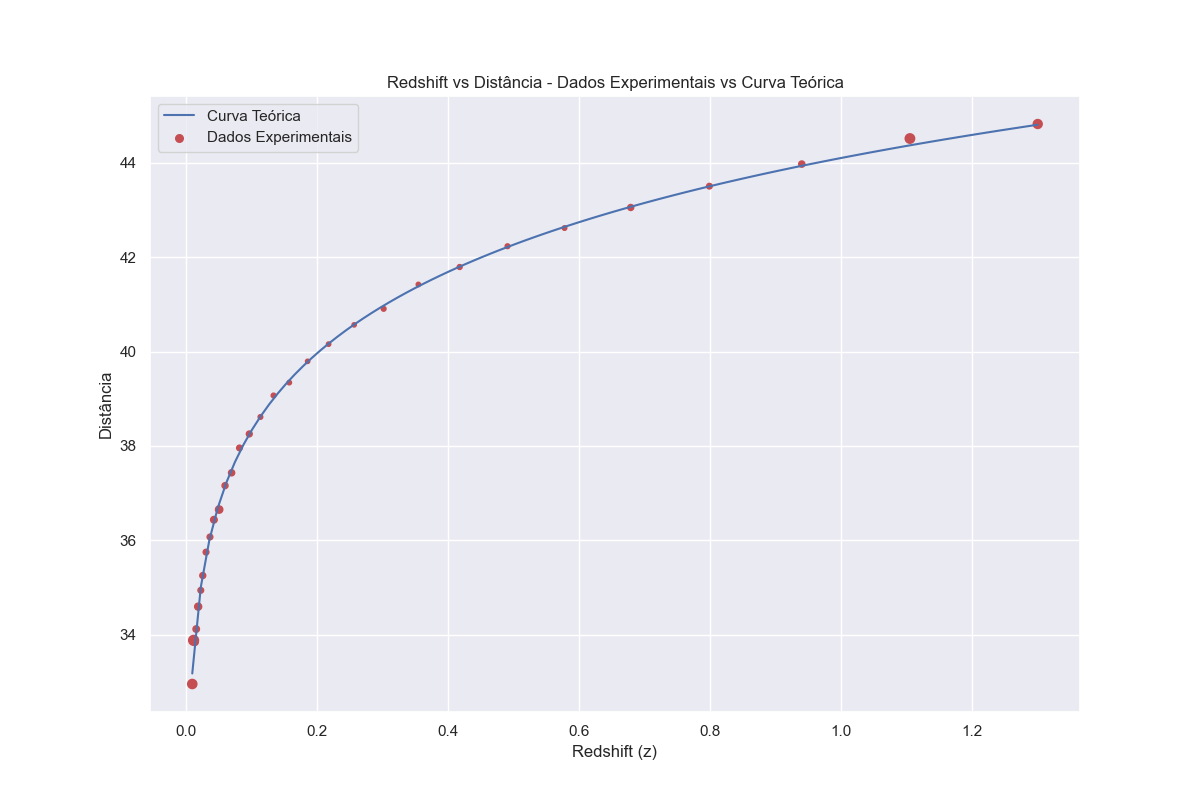 Redshift vs Distância - Dados Experimentais vs Curva Teórica
Curva Teórica
Dados Experimentais
44
42
40
38
36
34
Distância
0.0 0.2 0.4 0.6 0.8 1.0 1.2
Redshift (z)